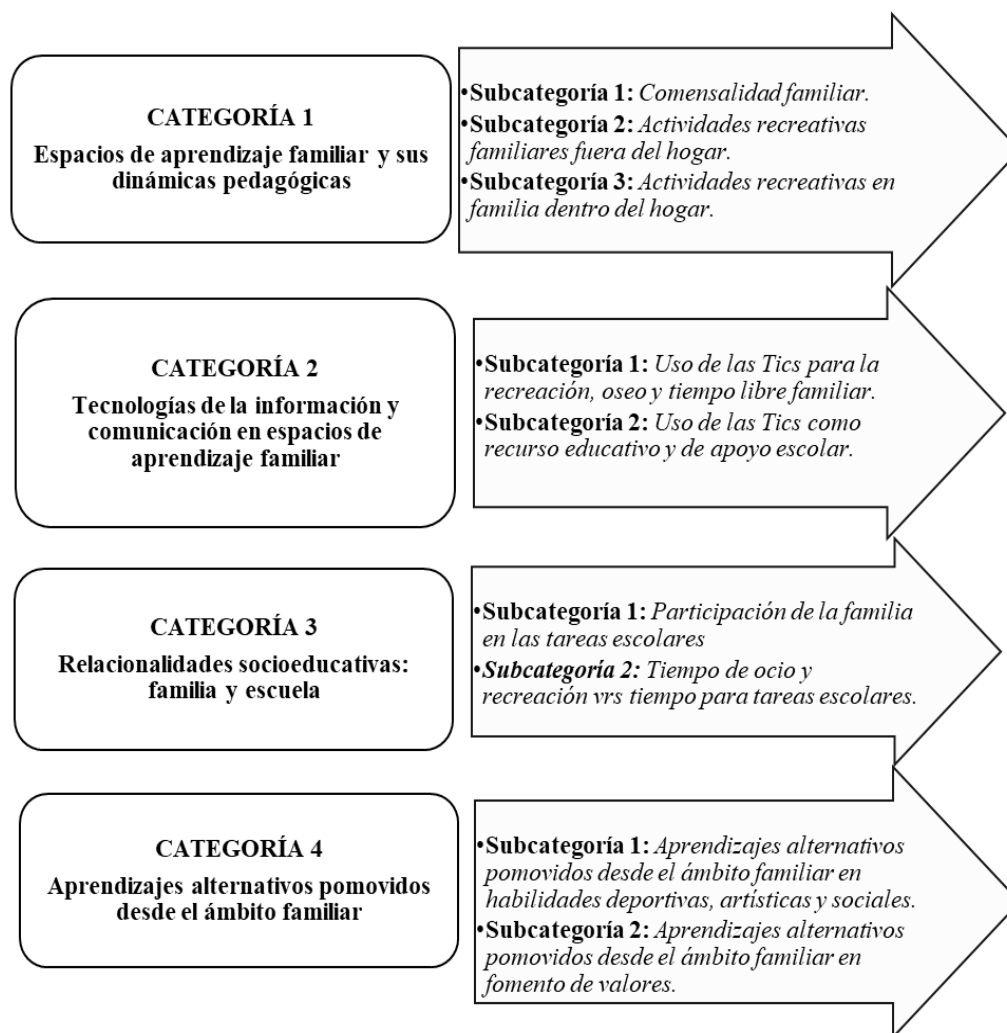 CATEGORÍA 1
Espacios de aprendizaje familiar y sus
dinámicas pedagógicas
•Subcategoría 1: Comensalidad familiar.
•Subcategoría 2: Actividades recreativas
familiares fuera del hogar.
•Subcategoría 3: Actividades recreativas en
familia dentro del hogar.
CATEGORÍA 2
Tecnologías de la información y
comunicación en espacios de
aprendizaje familiar
•Subcategoría 1: Uso de las Tics para la
recreación, oseo y tiempo libre familiar.
•Subcategoría 2: Uso de las Tics como
recurso educativo y de apoyo escolar.
CATEGORÍA 3
Relacionalidades socioeducativas:
familia y escuela
•Subcategoría 1: Participación de la familia
en las tareas escolares
•Subcategoría 2: Tiempo de ocio y
recreación vrs tiempo para tareas escolares.
CATEGORÍA 4
Aprendizajes alternativos pomovidos
desde el ámbito familiar
•Subcategoría 1: Aprendizajes alternativos
pomovidos desde el ámbito familiar en
habilidades deportivas, artísticas y sociales.
•Subcategoría 2: Aprendizajes alternativos
pomovidos desde el ámbito familiar en
fomento de valores.